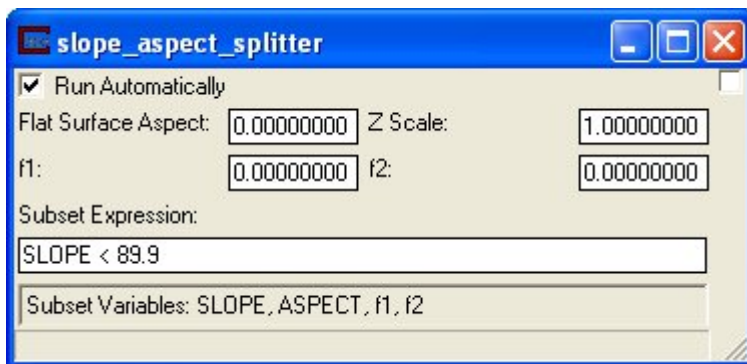 slope_aspect_splitter
Run Automatically
Flat Surface Aspect: 0.00000000 Z Scale: 1.00000000
f1: 0.00000000 f2: 0.00000000
Subset Expression:
SLOPE < 89.9
Subset Variables: SLOPE, ASPECT, f1, f2